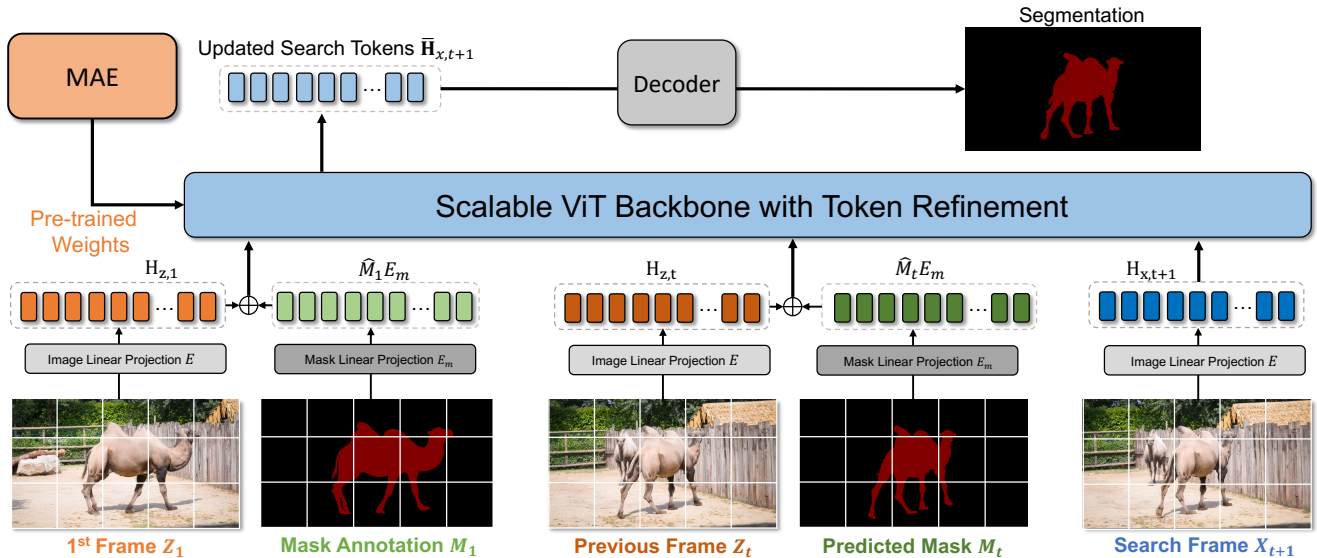 Segmentation
MAE
Updated Search Tokens H̄x,t+1
Decoder
Scalable ViT Backbone with Token Refinement
Pre-trained
Weights
Hz,1
M̂1Em
Hz,t
M̂tEm
Hx,t+1
Image Linear Projection E
Mask Linear Projection Em
Image Linear Projection E
Mask Linear Projection Em
Image Linear Projection E
1st Frame Z1
Mask Annotation M1
Previous Frame Zt
Predicted Mask Mt
Search Frame Xt+1